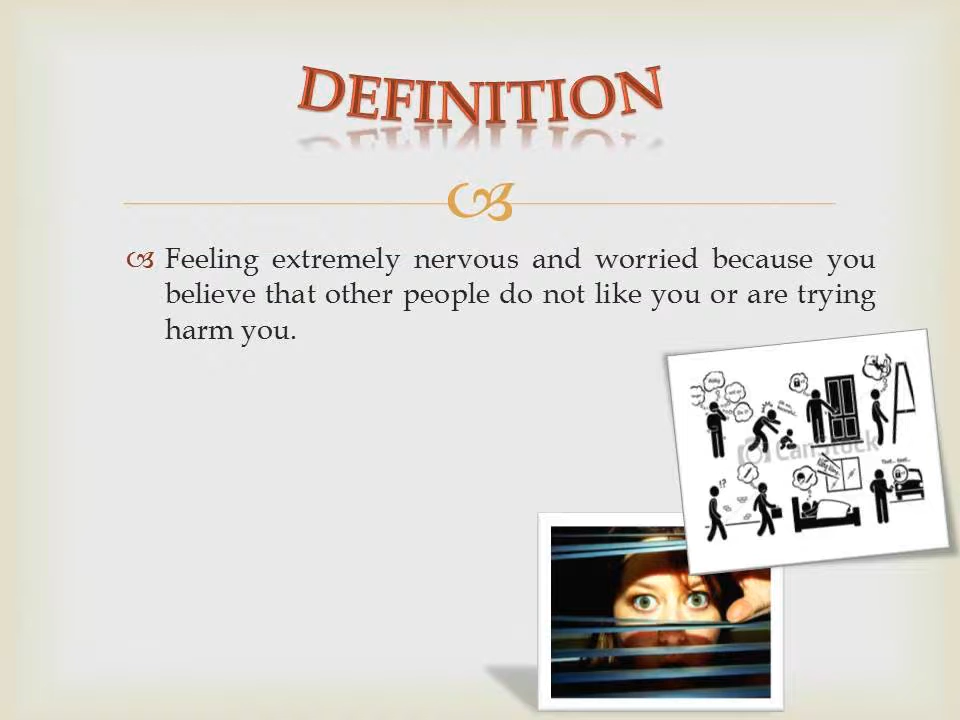 DEFINITION
Feeling extremely nervous and worried because you
believe that other people do not like you or are trying
harm you.
CanStock
!?